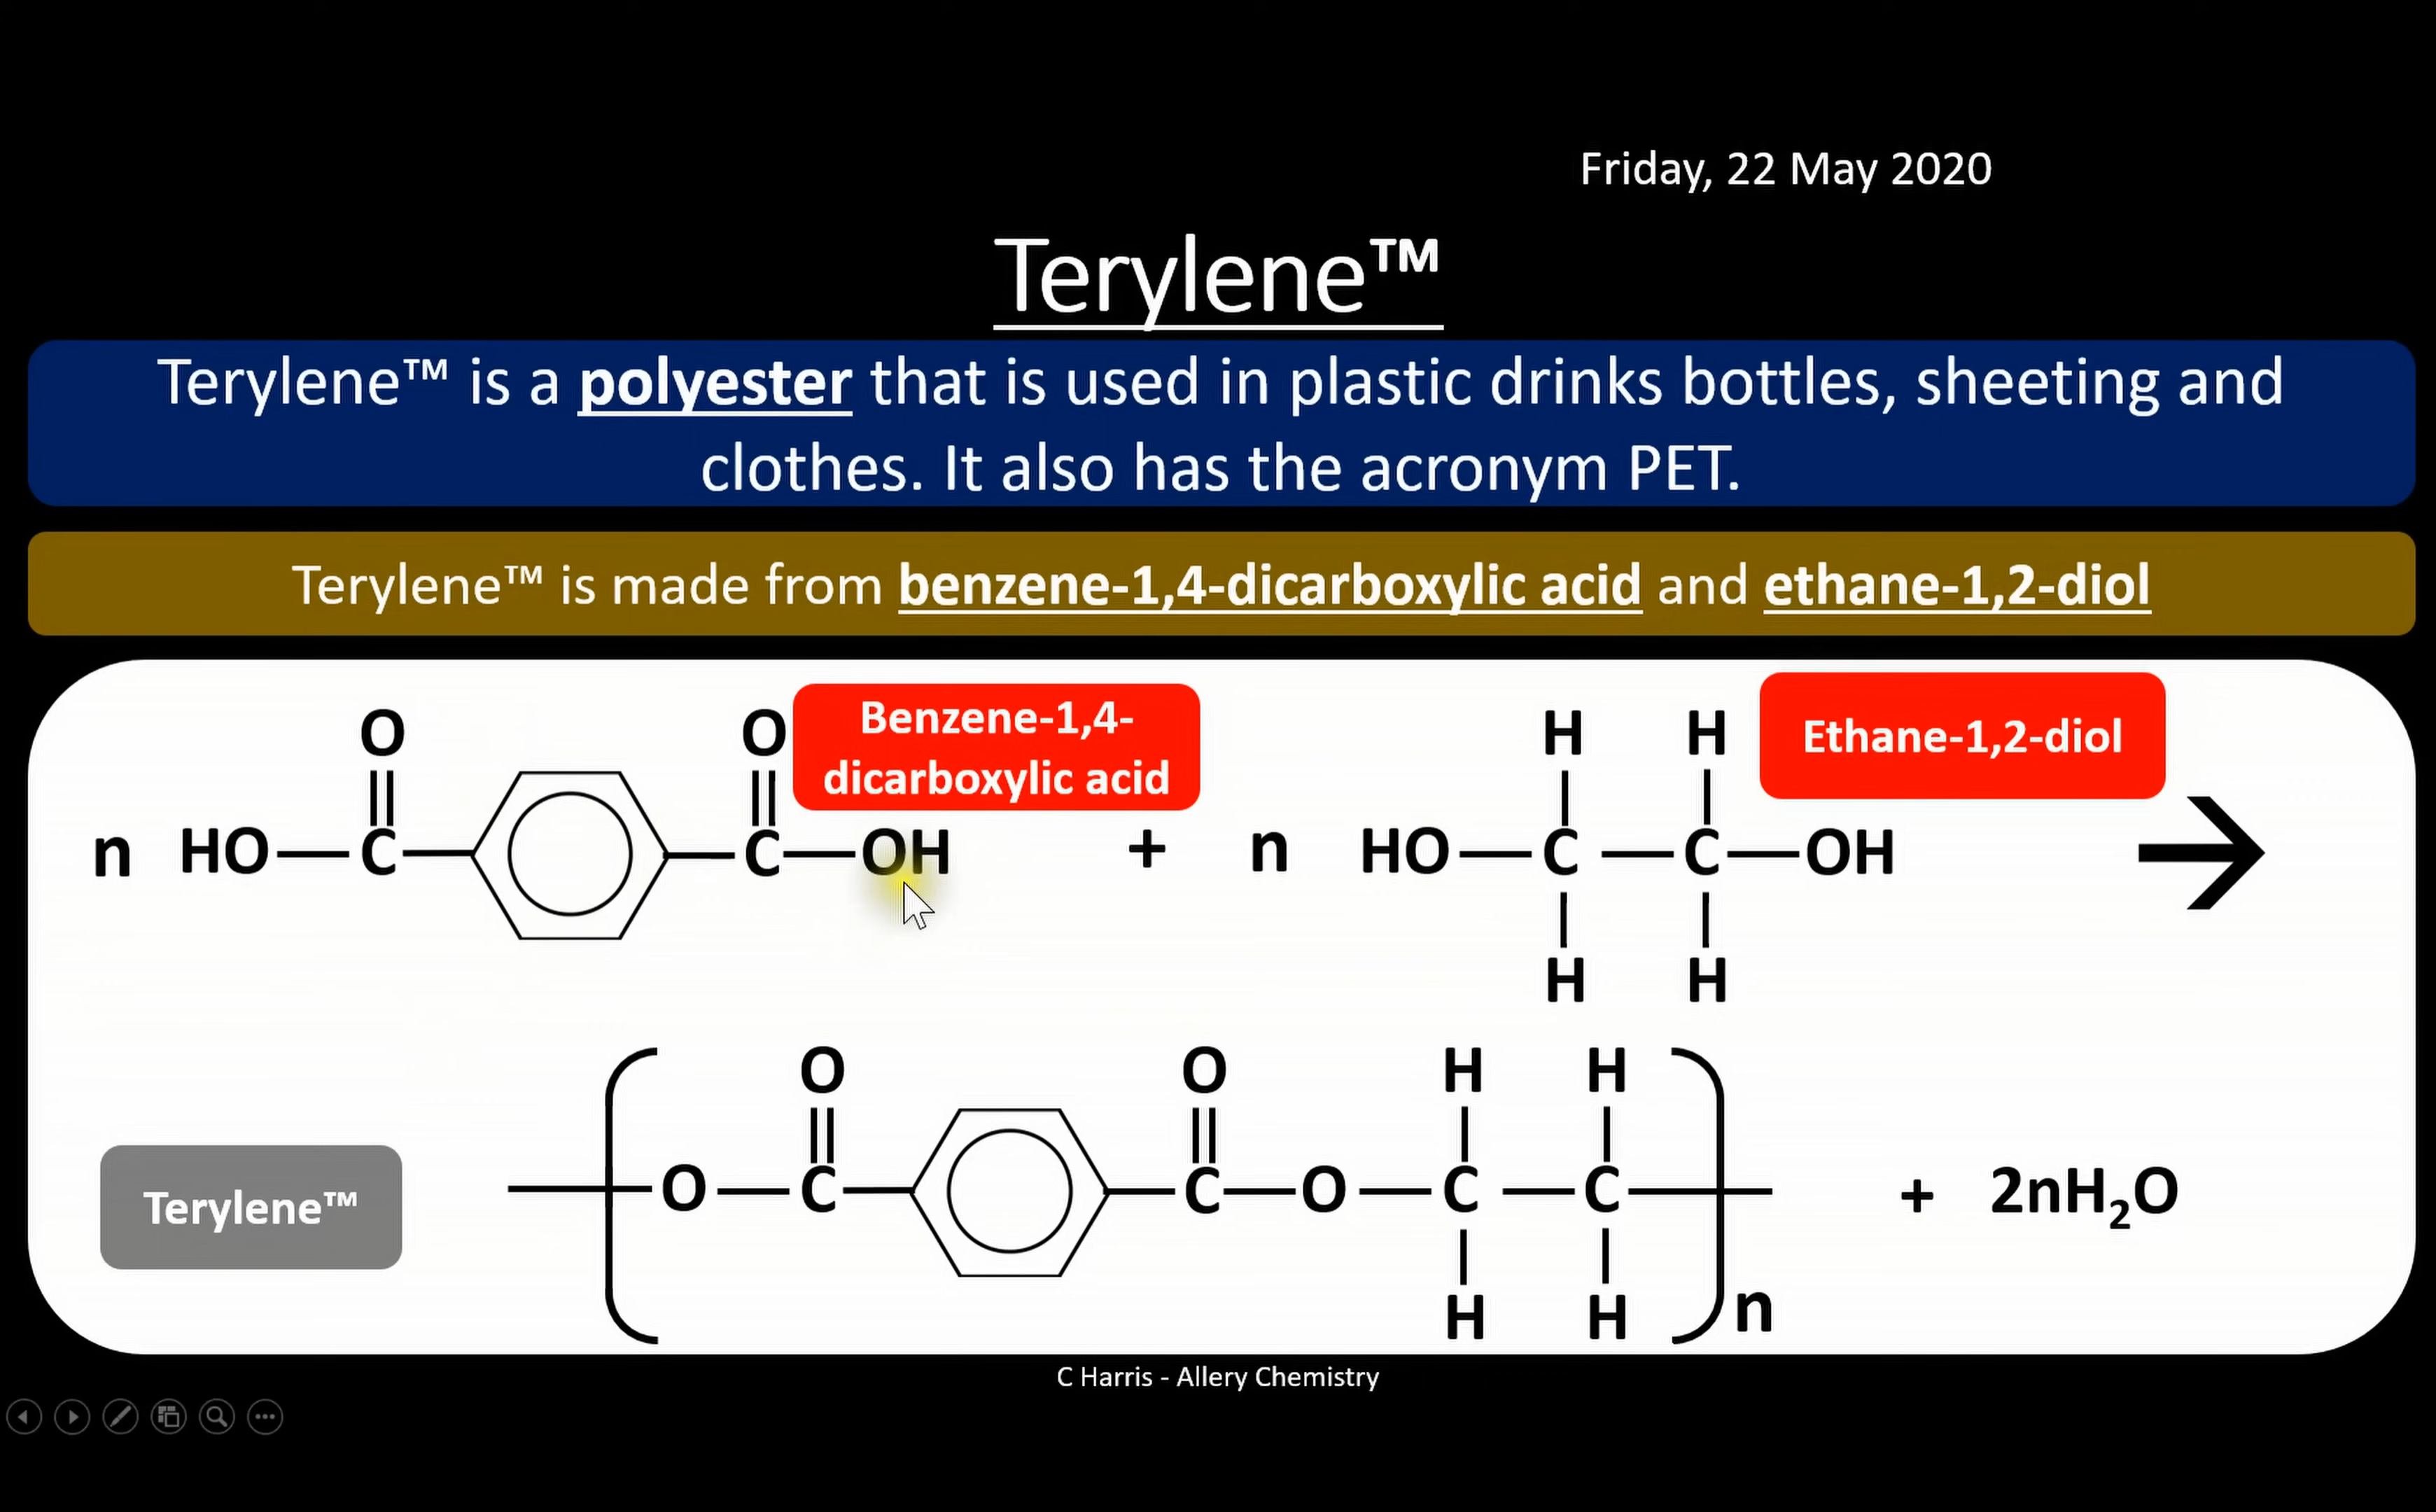 Friday, 22 May 2020
Terylene™
Terylene™ is a polyester that is used in plastic drinks bottles, sheeting and
clothes. It also has the acronym PET.
Terylene™ is made from benzene-1,4-dicarboxylic acid and ethane-1,2-diol
O O Benzene-1,4-
dicarboxylic acid
H H Ethane-1,2-diol
n HO C C OH + n HO C C OH →
H H
O O H H
Terylene™
O C C O C C + 2nH₂O
H H n
C Harris - Allery Chemistry